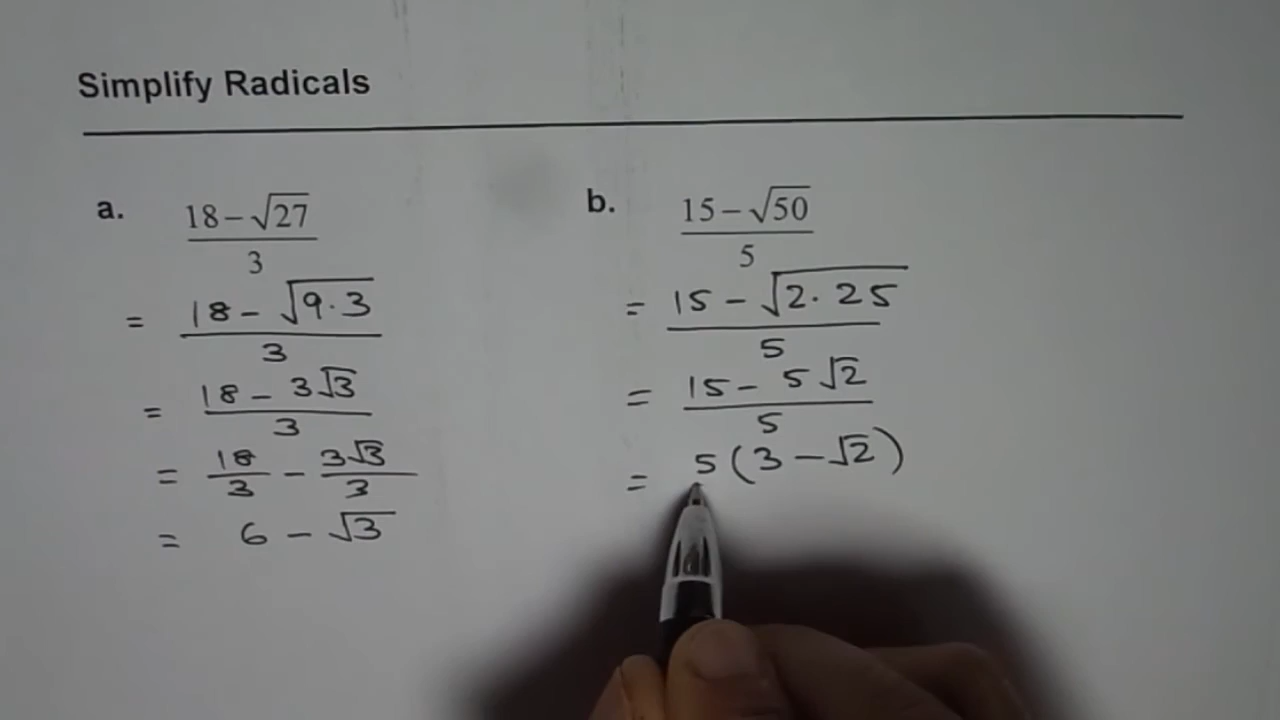 Simplify Radicals
a. 18 − √27
3
= 18 − √9·3
3
= 18 − 3√3
3
= 18/3 − 3√3/3
= 6 − √3
b. 15 − √50
5
= 15 − √2·25
5
= 15 − 5√2
5
= 5(3 − √2)